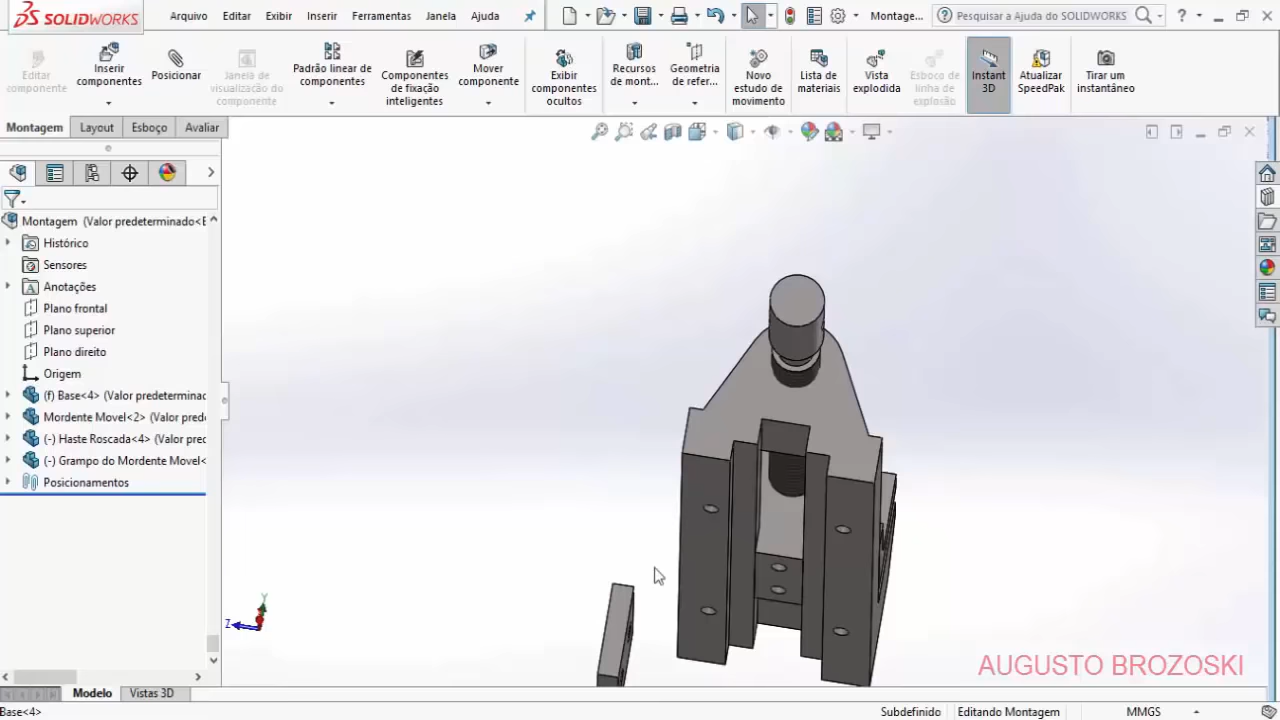 SOLIDWORKS
Arquivo Editar Exibir Inserir Ferramentas Janela Ajuda
Montage...
Pesquisar a Ajuda do SOLIDWORKS
Editar componente
Inserir componentes
Posicionar
Janela de visualização do componente
Padrão linear de componentes
Componentes de fixação inteligentes
Mover componente
Exibir componentes ocultos
Recursos de mont...
Geometria de refer...
Novo estudo de movimento
Lista de materiais
Vista explodida
Esboço de linha de explosão
Instant 3D
Atualizar SpeedPak
Tirar um instantâneo
Montagem Layout Esboço Avaliar
Montagem (Valor predeterminado<E
Histórico
Sensores
Anotações
Plano frontal
Plano superior
Plano direito
Origem
(f) Base<4> (Valor predeterminac
Mordente Movel<2> (Valor pred
(-) Haste Roscada<4> (Valor prec
(-) Grampo do Mordente Movel<
Posicionamentos
Y
Z
AUGUSTO BROZOSKI
Modelo Vistas 3D
Base<4> Subdefinido Editando Montagem MMGS